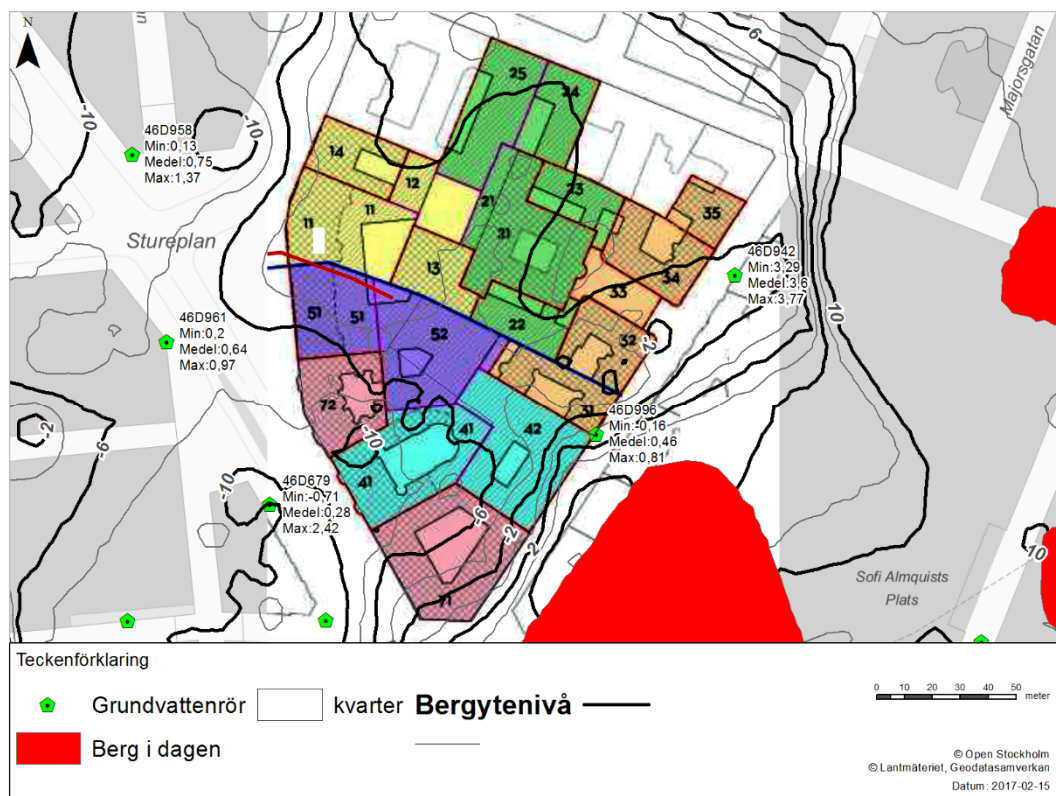 N
6
Majorsgatan
-10
-10
46D958
Min:0,13
Medel:0,75
Max:1,37
25
24
14
12
23
35
21
21
11
11
Stureplan
13
34
46D942
Min:3,29
Medel:3,6
Max:3,77
33
10
51
51
52
22
32
-2
46D961
Min:0,2
Medel:0,64
Max:0,97
72
31
46D996
Min:-0,16
Medel:0,46
Max:0,81
-2
-6
-10
41
42
41
46D679
Min:-0,71
Medel:0,28
Max:2,42
-10
-6
-2
2
10
71
Sofi Almquists
Plats
Teckenförklaring
Grundvattenrör
kvarter
Bergytenivå
Berg i dagen
0 10 20 30 40 50
meter
© Open Stockholm
© Lantmäteriet, Geodatasamverkan
Datum: 2017-02-15